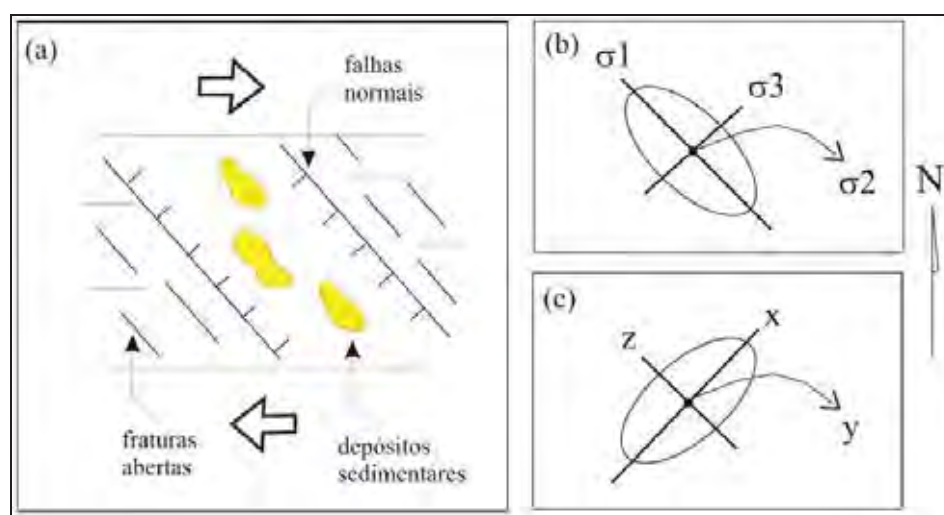 (a)
falhas
normais
fraturas
abertas
depósitos
sedimentares
(b)
σ1
σ3
σ2
N
(c)
x
z
y